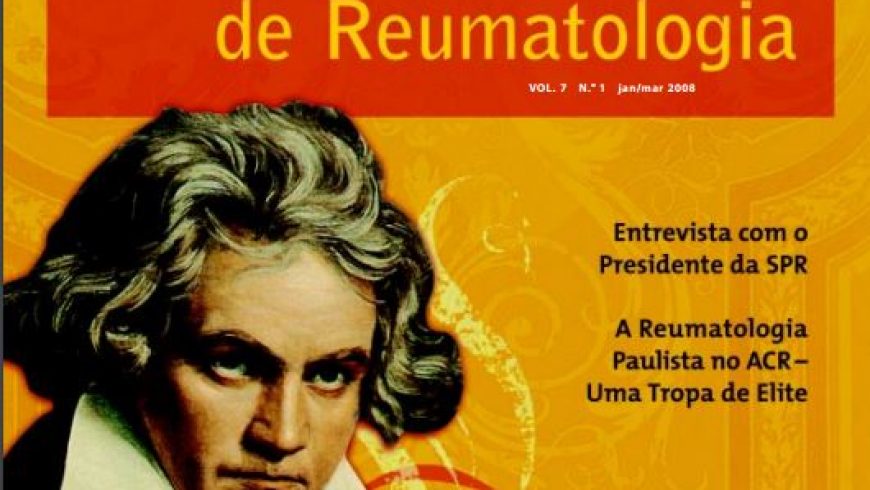 de Reumatologia
VOL. 7 N.º 1 jan/mar 2008
Entrevista com o
Presidente da SPR
A Reumatologia
Paulista no ACR–
Uma Tropa de Elite